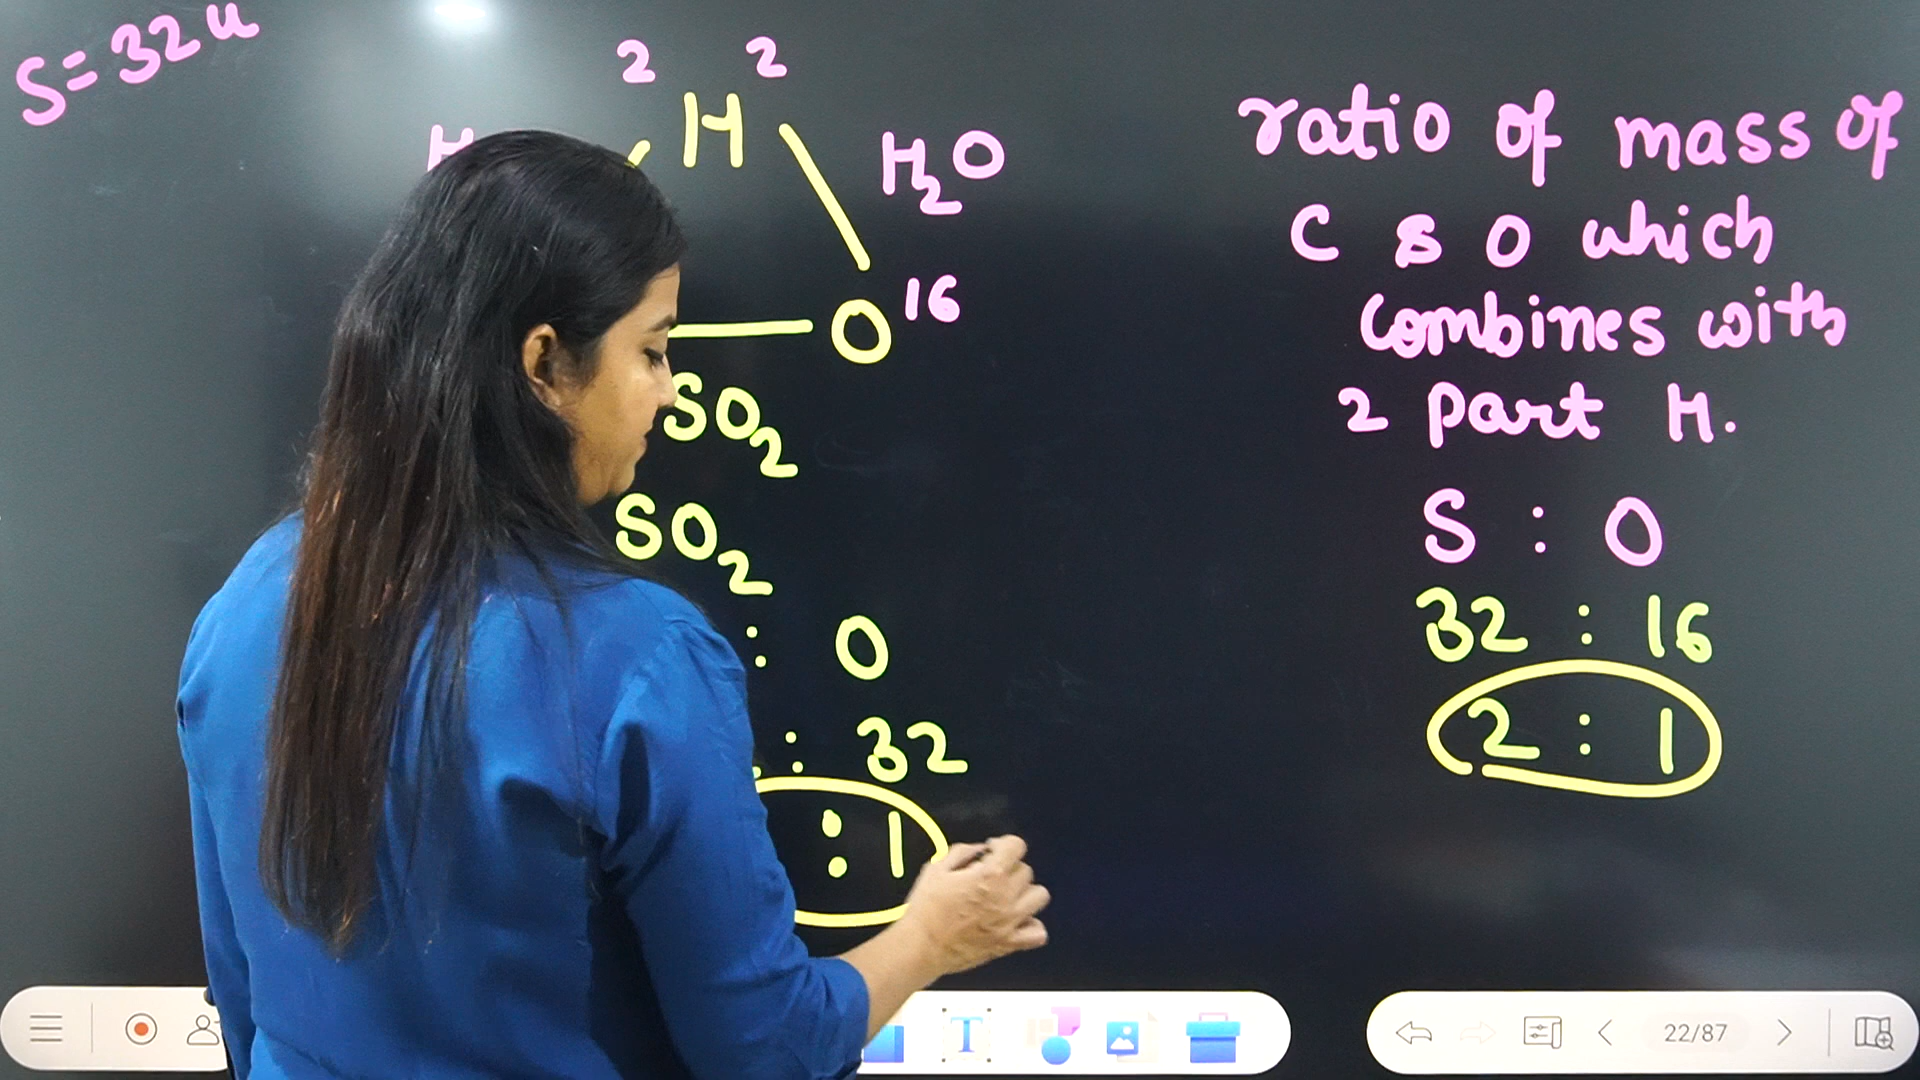 S=32u
2 H 2
H
H2O
O 16
SO2
SO2
: O
: 32
: 1
ratio of mass of
C & O which
combines with
2 part H.
S : O
32 : 16
2 : 1
T
22/87